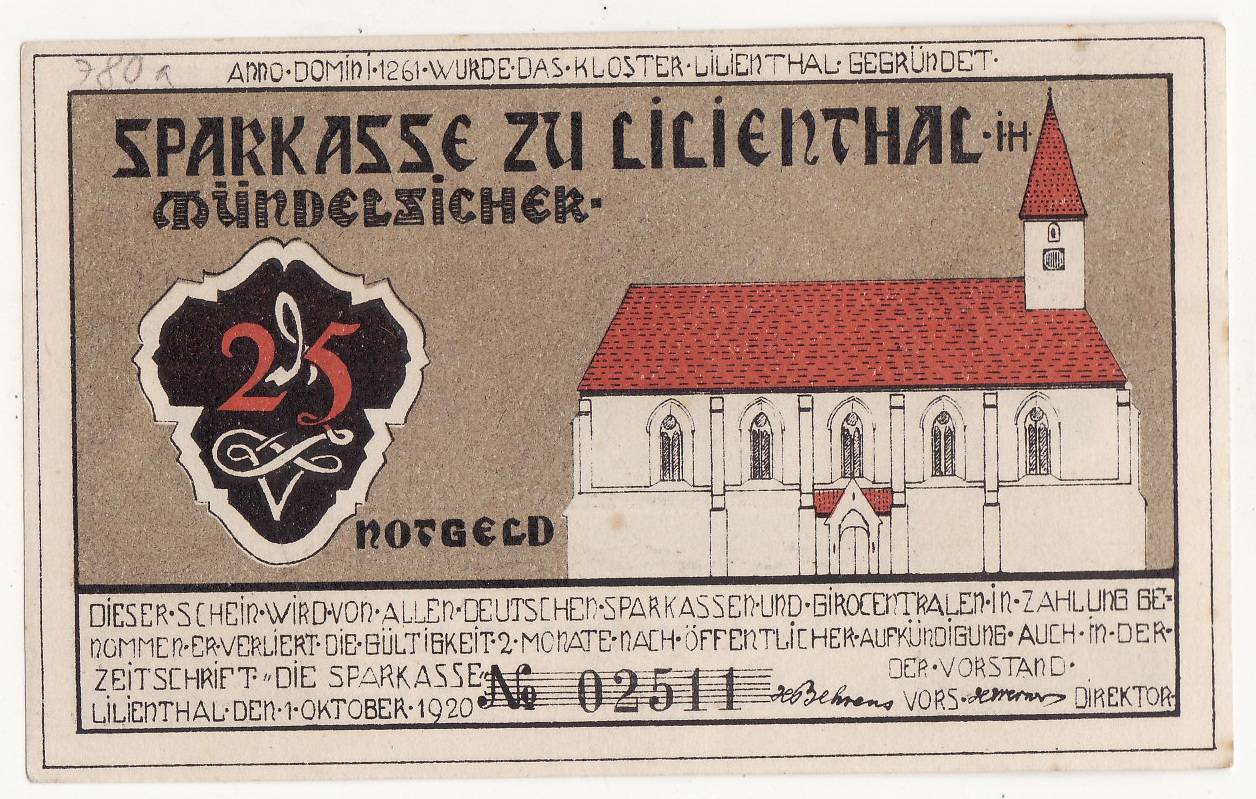 780a
ANNO·DOMINI·1261·WURDE·DAS·KLOSTER·LILIENTHAL·GEGRÜNDET·
SPARKASSE ZU LILIENTHAL·IH
MÜNDELSICHER·
25
NOTGELD
DIESER·SCHEIN·WIRD·VON·ALLEN·DEUTSCHEN·SPARKASSEN·UND·GIROCENTRALEN·IN·ZAHLUNG GE=
NOMMEN·ER·VERLIERT·DIE·GÜLTIGKEIT·2·MONATE·NACH·ÖFFENTLICHER·AUFKÜNDIGUNG·AUCH·IN·DER·
ZEITSCHRIFT·"DIE SPARKASSE" DER·VORSTAND·
LILIENTHAL·DEN·1·OKTOBER·1920 No 02511 Behrens VORS· DIREKTOR·